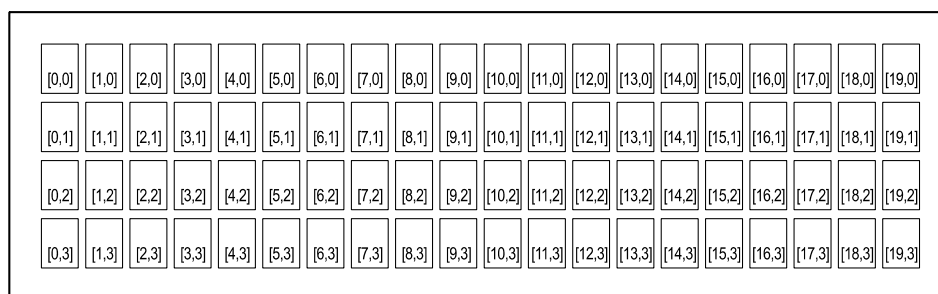 [0,0] [1,0] [2,0] [3,0] [4,0] [5,0] [6,0] [7,0] [8,0] [9,0] [10,0] [11,0] [12,0] [13,0] [14,0] [15,0] [16,0] [17,0] [18,0] [19,0]
[0,1] [1,1] [2,1] [3,1] [4,1] [5,1] [6,1] [7,1] [8,1] [9,1] [10,1] [11,1] [12,1] [13,1] [14,1] [15,1] [16,1] [17,1] [18,1] [19,1]
[0,2] [1,2] [2,2] [3,2] [4,2] [5,2] [6,2] [7,2] [8,2] [9,2] [10,2] [11,2] [12,2] [13,2] [14,2] [15,2] [16,2] [17,2] [18,2] [19,2]
[0,3] [1,3] [2,3] [3,3] [4,3] [5,3] [6,3] [7,3] [8,3] [9,3] [10,3] [11,3] [12,3] [13,3] [14,3] [15,3] [16,3] [17,3] [18,3] [19,3]